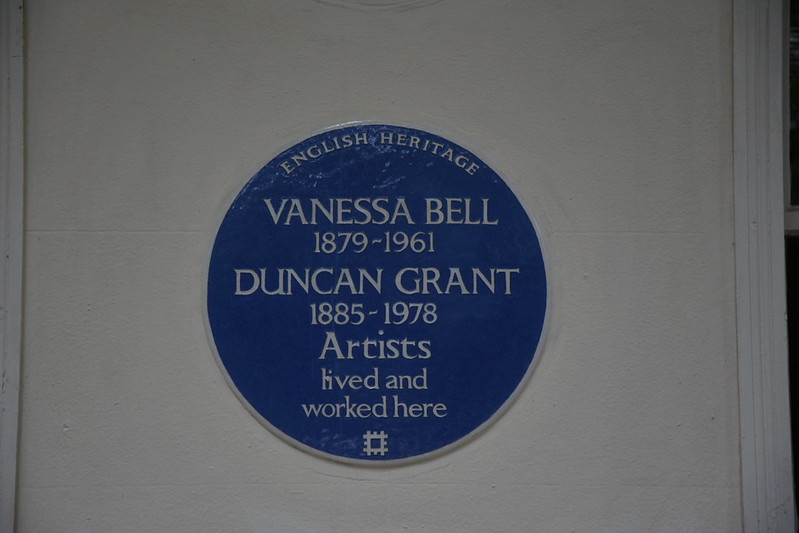 ENGLISH HERITAGE
VANESSA BELL
1879~1961
DUNCAN GRANT
1885-1978
Artists
lived and
worked here